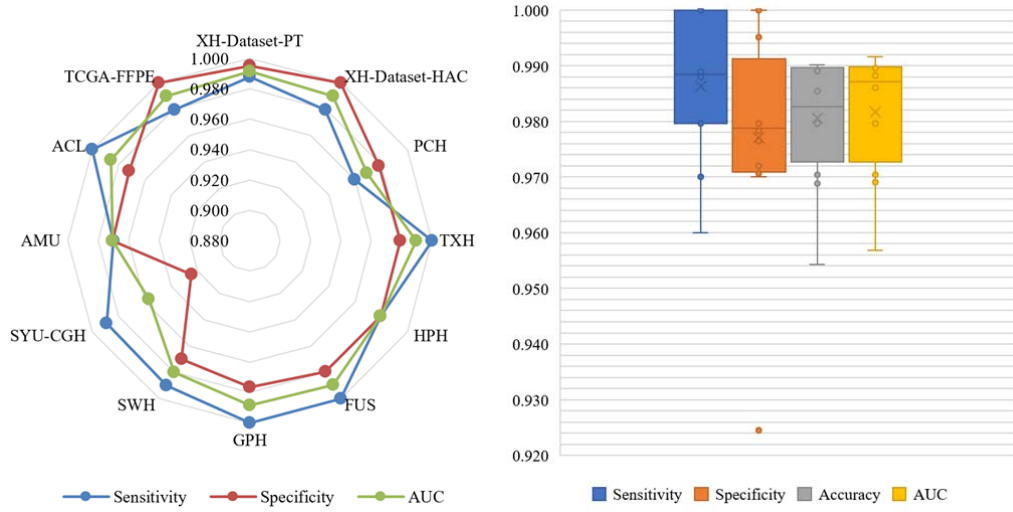 XH-Dataset-PT
XH-Dataset-HAC
PCH
TXH
HPH
FUS
GPH
SWH
SYU-CGH
AMU
ACL
TCGA-FFPE
1.000
0.980
0.960
0.940
0.920
0.900
0.880
Sensitivity Specificity AUC
1.000
0.990
0.980
0.970
0.960
0.950
0.940
0.930
0.920
Sensitivity Specificity Accuracy AUC